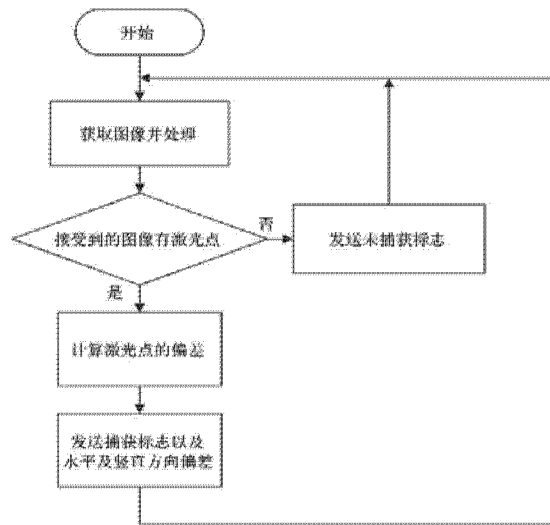 开始
获取图像并处理
接受到的图像有激光点
否
发送未捕获标志
是
计算激光点的偏差
发送捕获标志以及
水平及竖直方向偏差